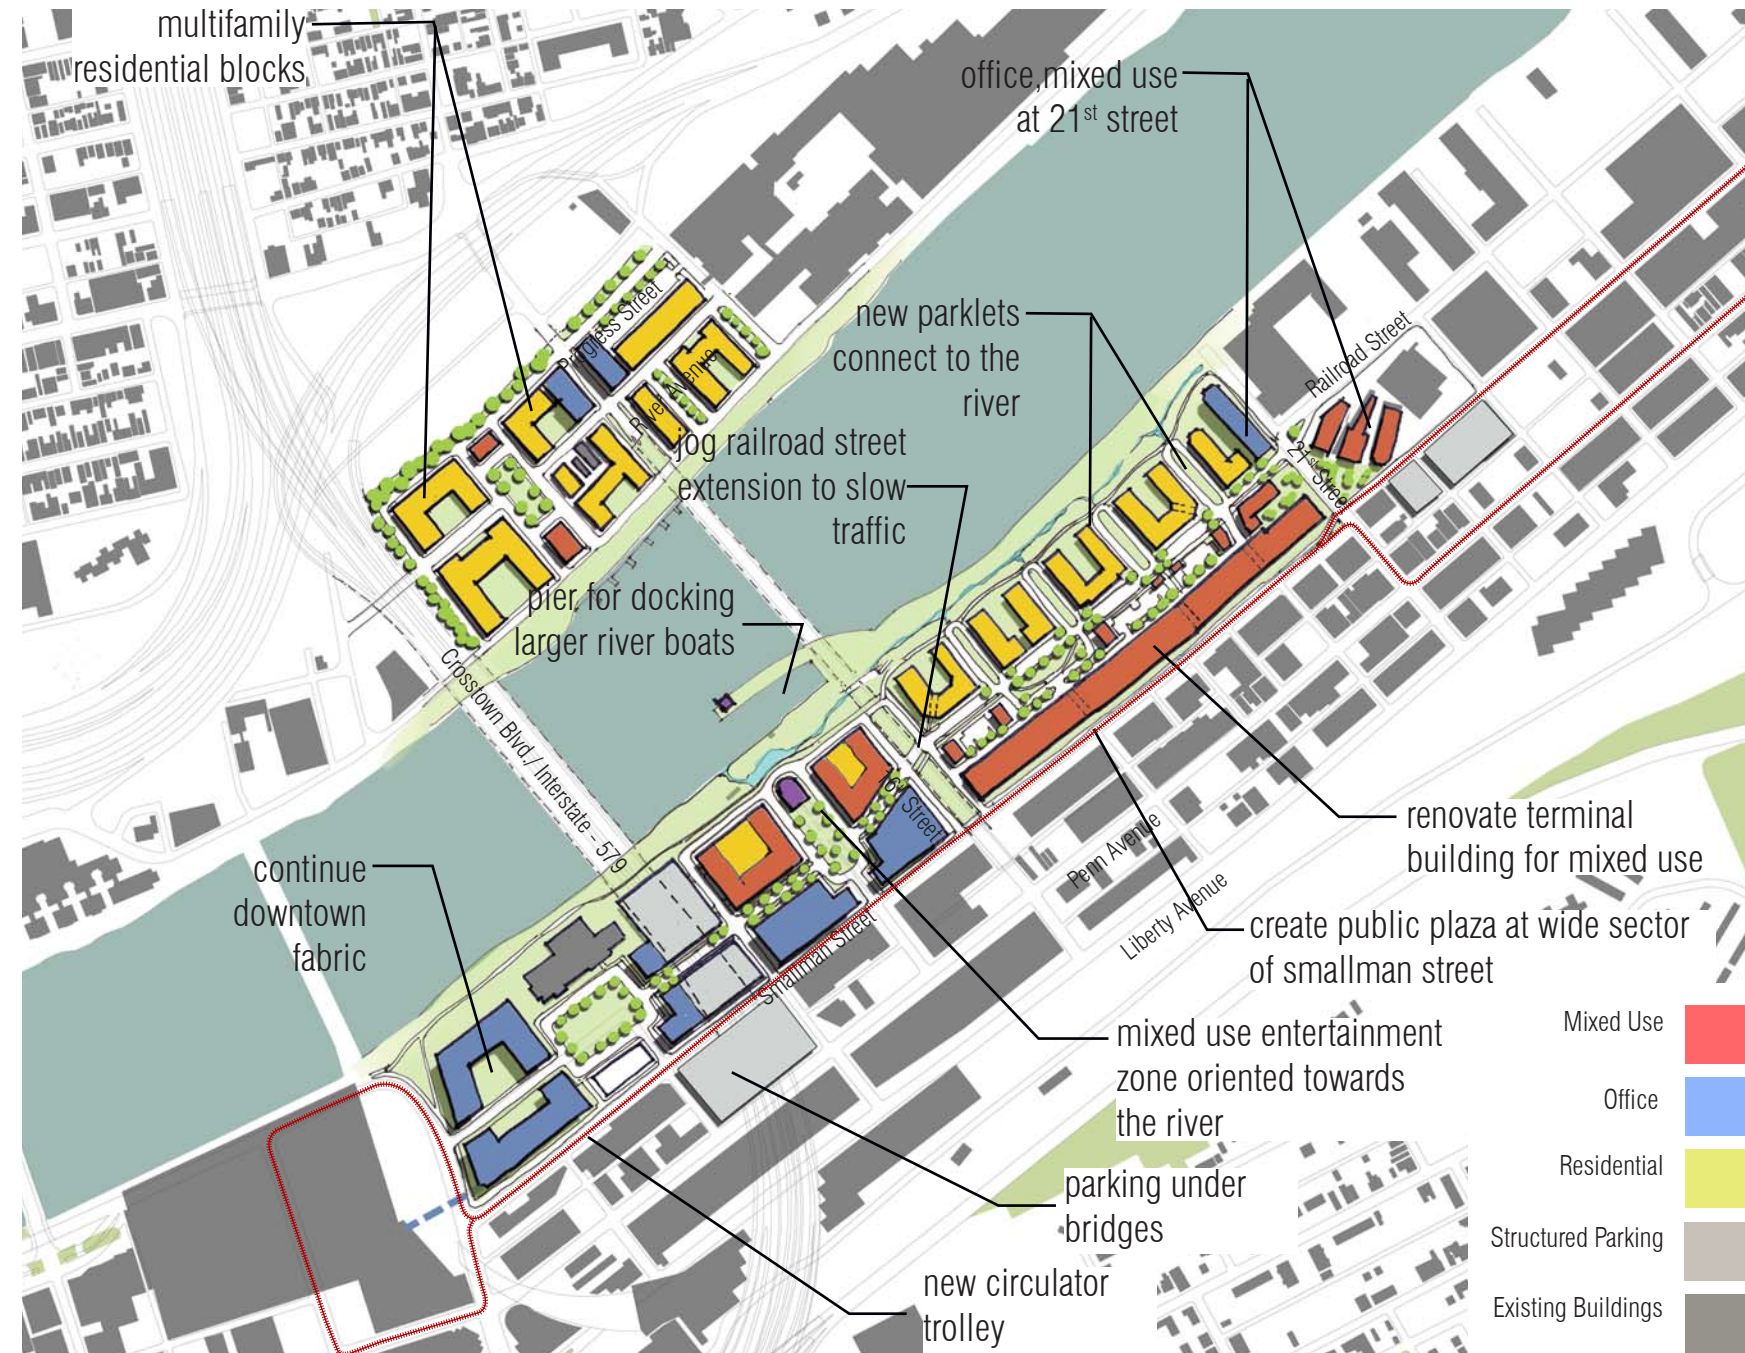 multifamily
residential blocks
office,mixed use
at 21st street
new parklets
connect to the
river
Progress Street
River Avenue
Railroad Street
21st Street
jog railroad street
extension to slow
traffic
pier for docking
larger river boats
Crosstown Blvd./ Interstate - 579
16th Street
Smallman Street
Penn Avenue
Liberty Avenue
continue
downtown
fabric
renovate terminal
building for mixed use
create public plaza at wide sector
of smallman street
mixed use entertainment
zone oriented towards
the river
parking under
bridges
new circulator
trolley
Mixed Use
Office
Residential
Structured Parking
Existing Buildings